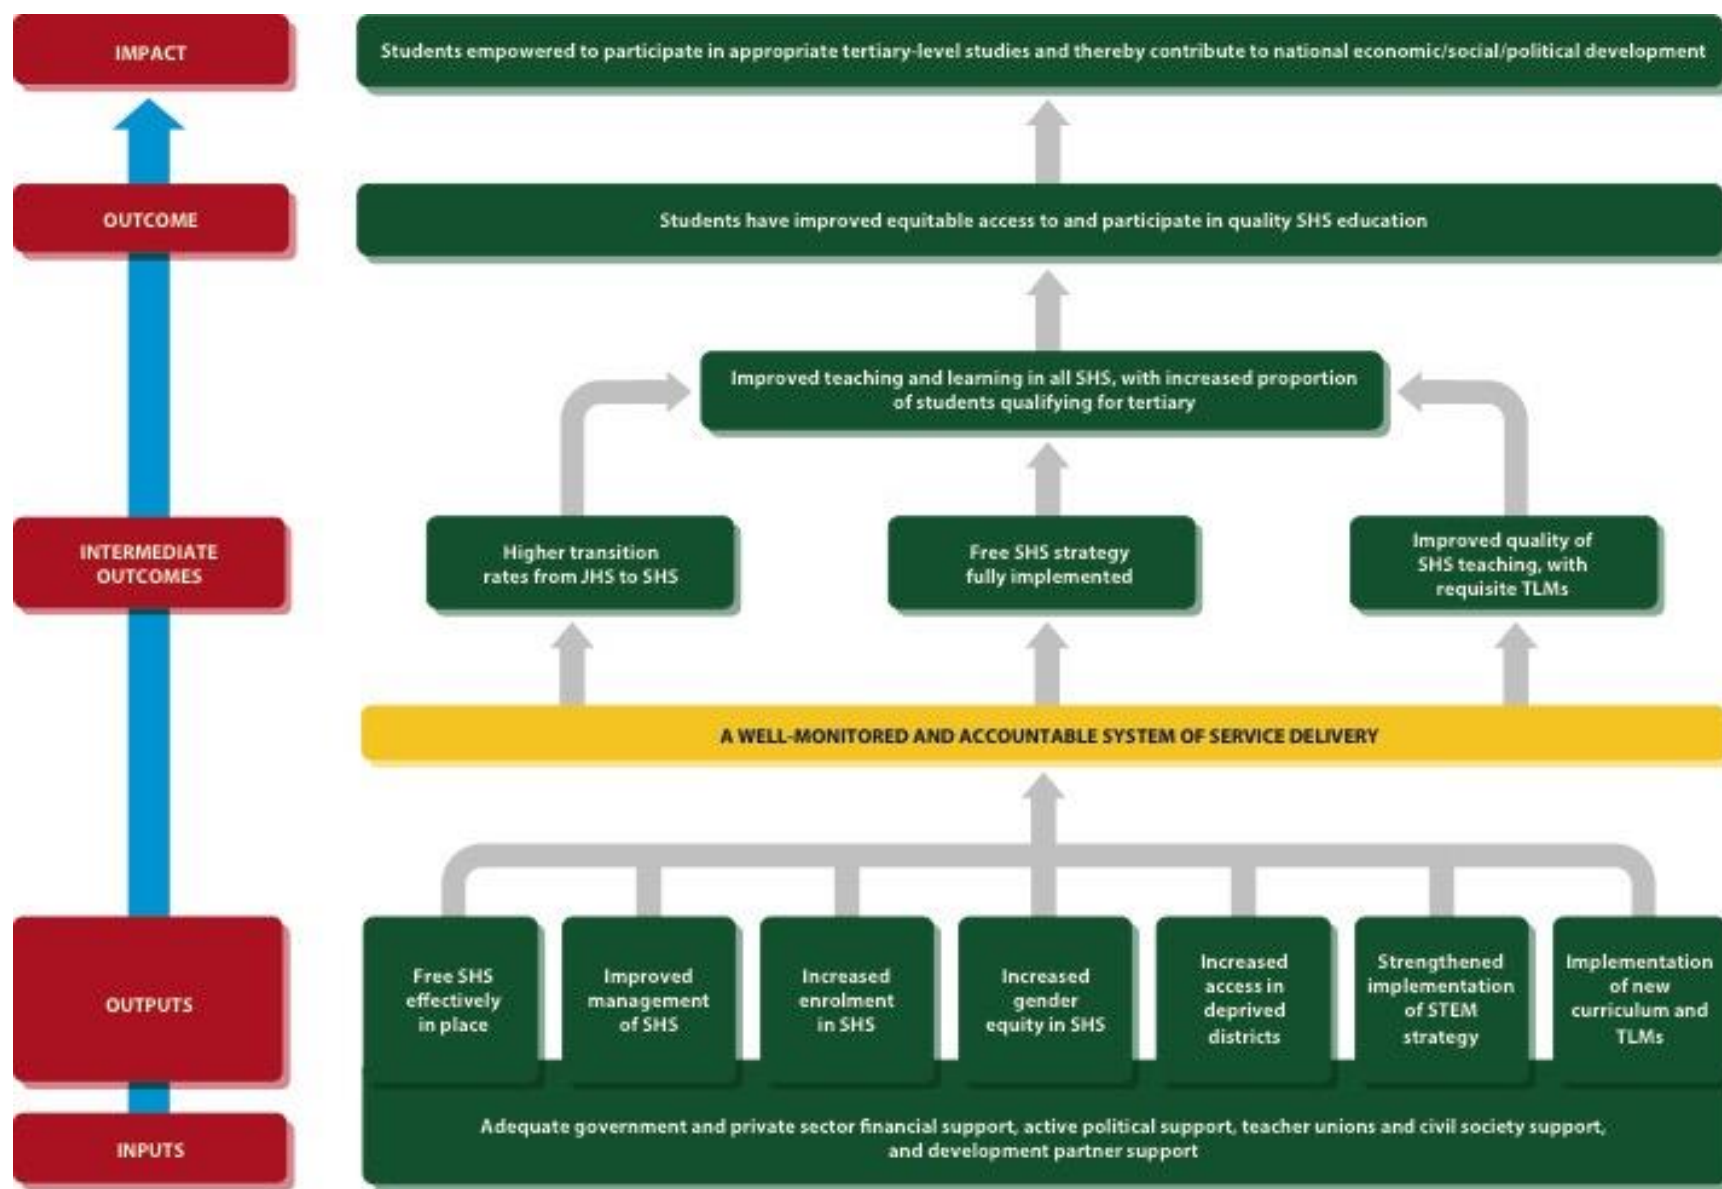 IMPACT
Students empowered to participate in appropriate tertiary-level studies and thereby contribute to national economic/social/political development
OUTCOME
Students have improved equitable access to and participate in quality SHS education
Improved teaching and learning in all SHS, with increased proportion
of students qualifying for tertiary
INTERMEDIATE
OUTCOMES
Higher transition
rates from JHS to SHS
Free SHS strategy
fully implemented
Improved quality of
SHS teaching, with
requisite TLMs
A WELL-MONITORED AND ACCOUNTABLE SYSTEM OF SERVICE DELIVERY
OUTPUTS
Free SHS
effectively
in place
Improved
management
of SHS
Increased
enrolment
in SHS
Increased
gender
equity in SHS
Increased
access in
deprived
districts
Strengthened
implementation
of STEM
strategy
Implementation
of new
curriculum and
TLMs
INPUTS
Adequate government and private sector financial support, active political support, teacher unions and civil society support,
and development partner support